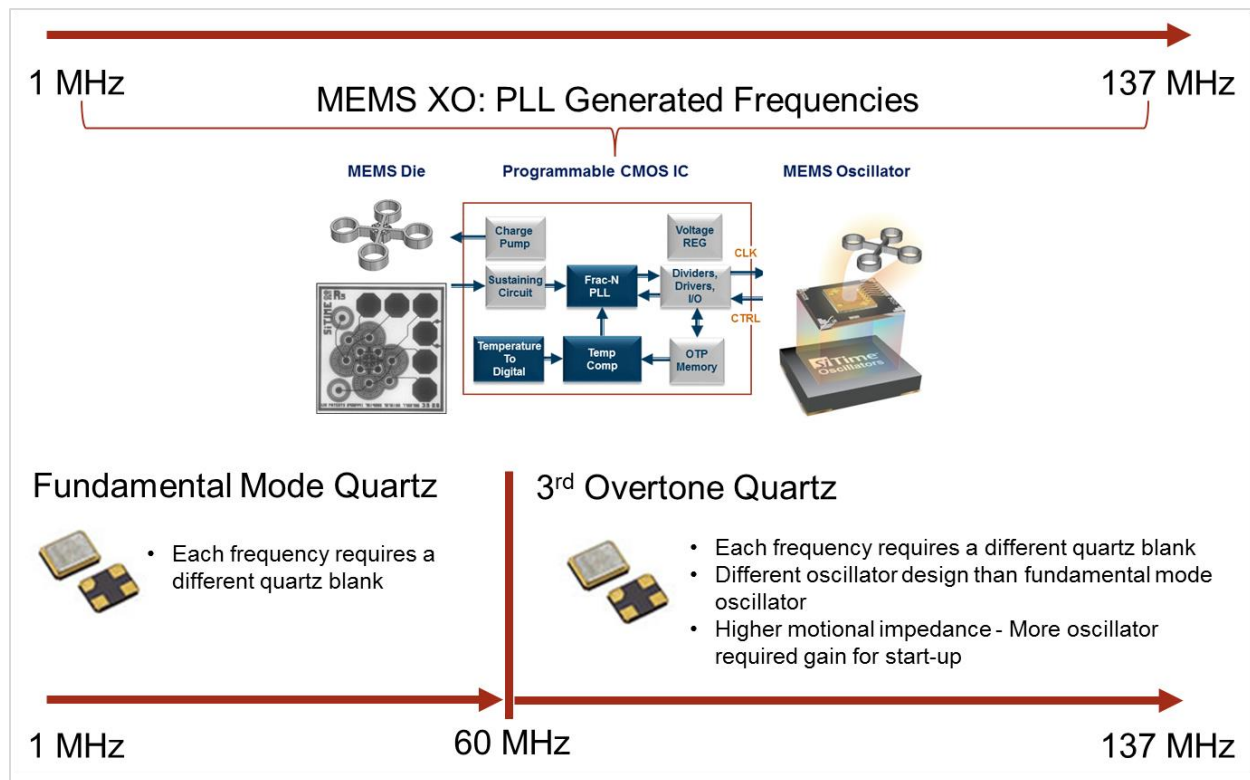 1 MHz
137 MHz
MEMS XO: PLL Generated Frequencies
MEMS Die
Programmable CMOS IC
MEMS Oscillator
Charge
Pump
Voltage
REG
CLK
Sustaining
Circuit
Frac-N
PLL
Dividers,
Drivers,
I/O
CTRL
Temperature
To
Digital
Temp
Comp
OTP
Memory
SiTIME
Rs
SiTime®
Oscillators
Fundamental Mode Quartz
• Each frequency requires a
different quartz blank
3rd Overtone Quartz
• Each frequency requires a different quartz blank
• Different oscillator design than fundamental mode
oscillator
• Higher motional impedance - More oscillator
required gain for start-up
1 MHz
60 MHz
137 MHz